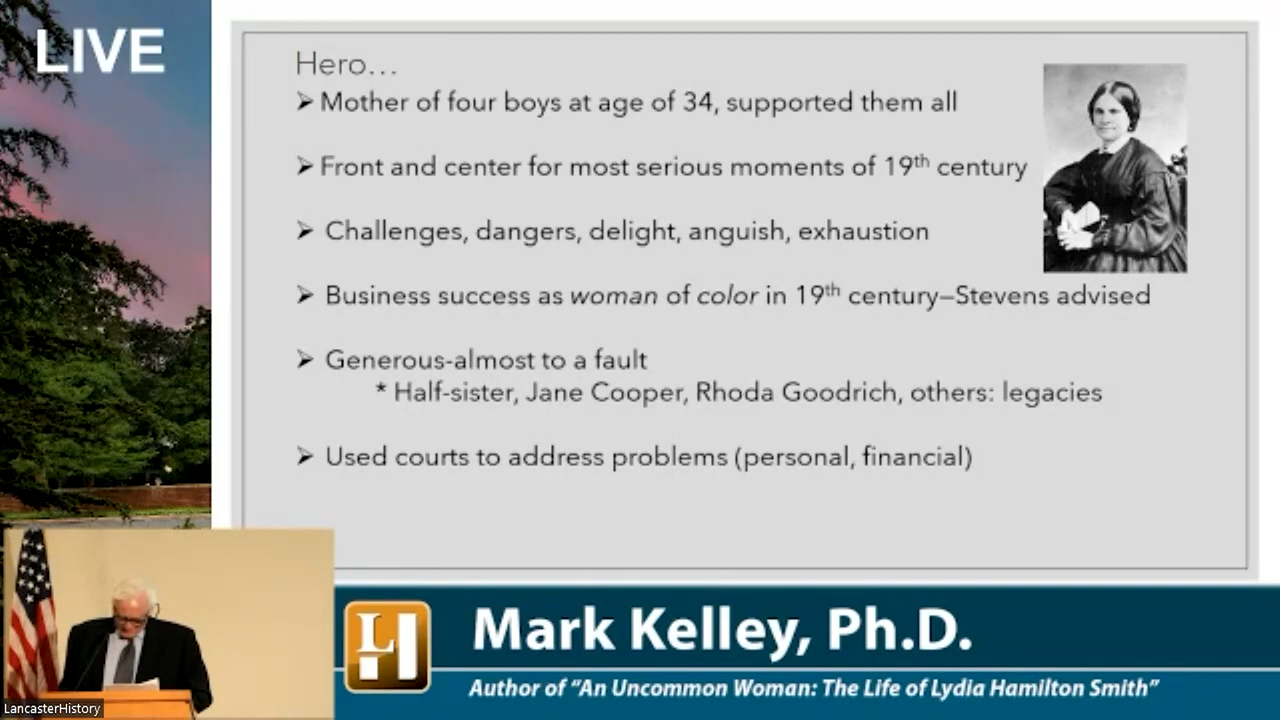 LIVE
Hero...
➢ Mother of four boys at age of 34, supported them all
➢ Front and center for most serious moments of 19th century
➢ Challenges, dangers, delight, anguish, exhaustion
➢ Business success as woman of color in 19th century–Stevens advised
➢ Generous-almost to a fault
* Half-sister, Jane Cooper, Rhoda Goodrich, others: legacies
➢ Used courts to address problems (personal, financial)
LH
Mark Kelley, Ph.D.
Author of “An Uncommon Woman: The Life of Lydia Hamilton Smith”
LancasterHistory